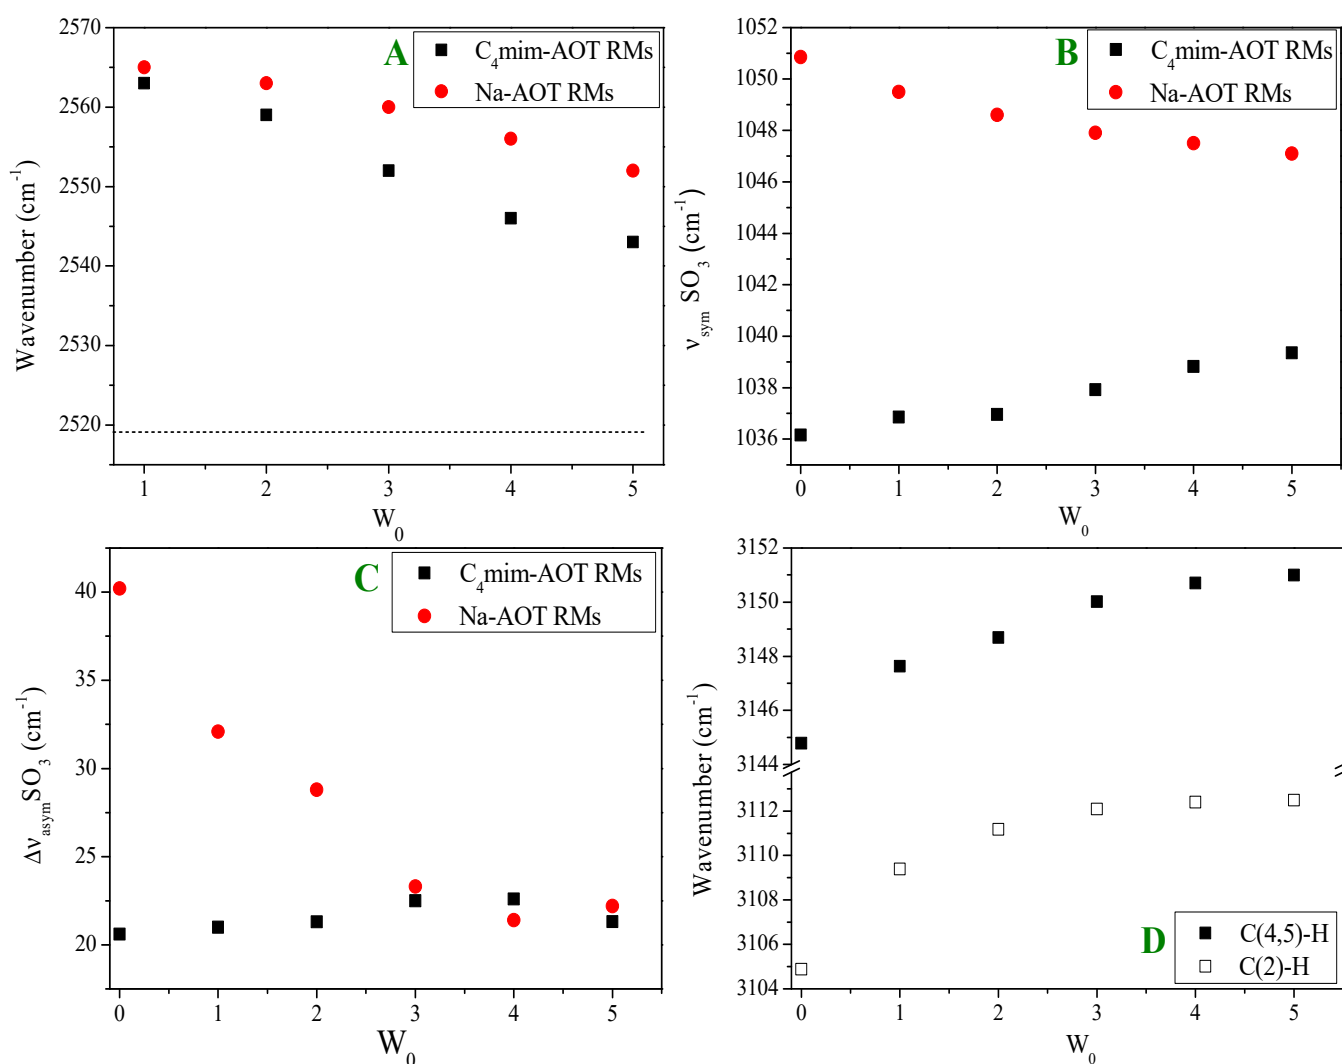 A
C₄mim-AOT RMs
Na-AOT RMs
Wavenumber (cm⁻¹)
2570
2560
2550
2540
2530
2520
1 2 3 4 5
W₀
B
C₄mim-AOT RMs
Na-AOT RMs
νsym SO₃ (cm⁻¹)
1052
1050
1048
1046
1044
1042
1040
1038
1036
0 1 2 3 4 5
W₀
C
C₄mim-AOT RMs
Na-AOT RMs
Δνasym SO₃ (cm⁻¹)
40
35
30
25
20
0 1 2 3 4 5
W₀
Wavenumber (cm⁻¹)
3152
3150
3148
3146
3144
3112
3110
3108
3106
3104
D
C(4,5)-H
C(2)-H
0 1 2 3 4 5
W₀